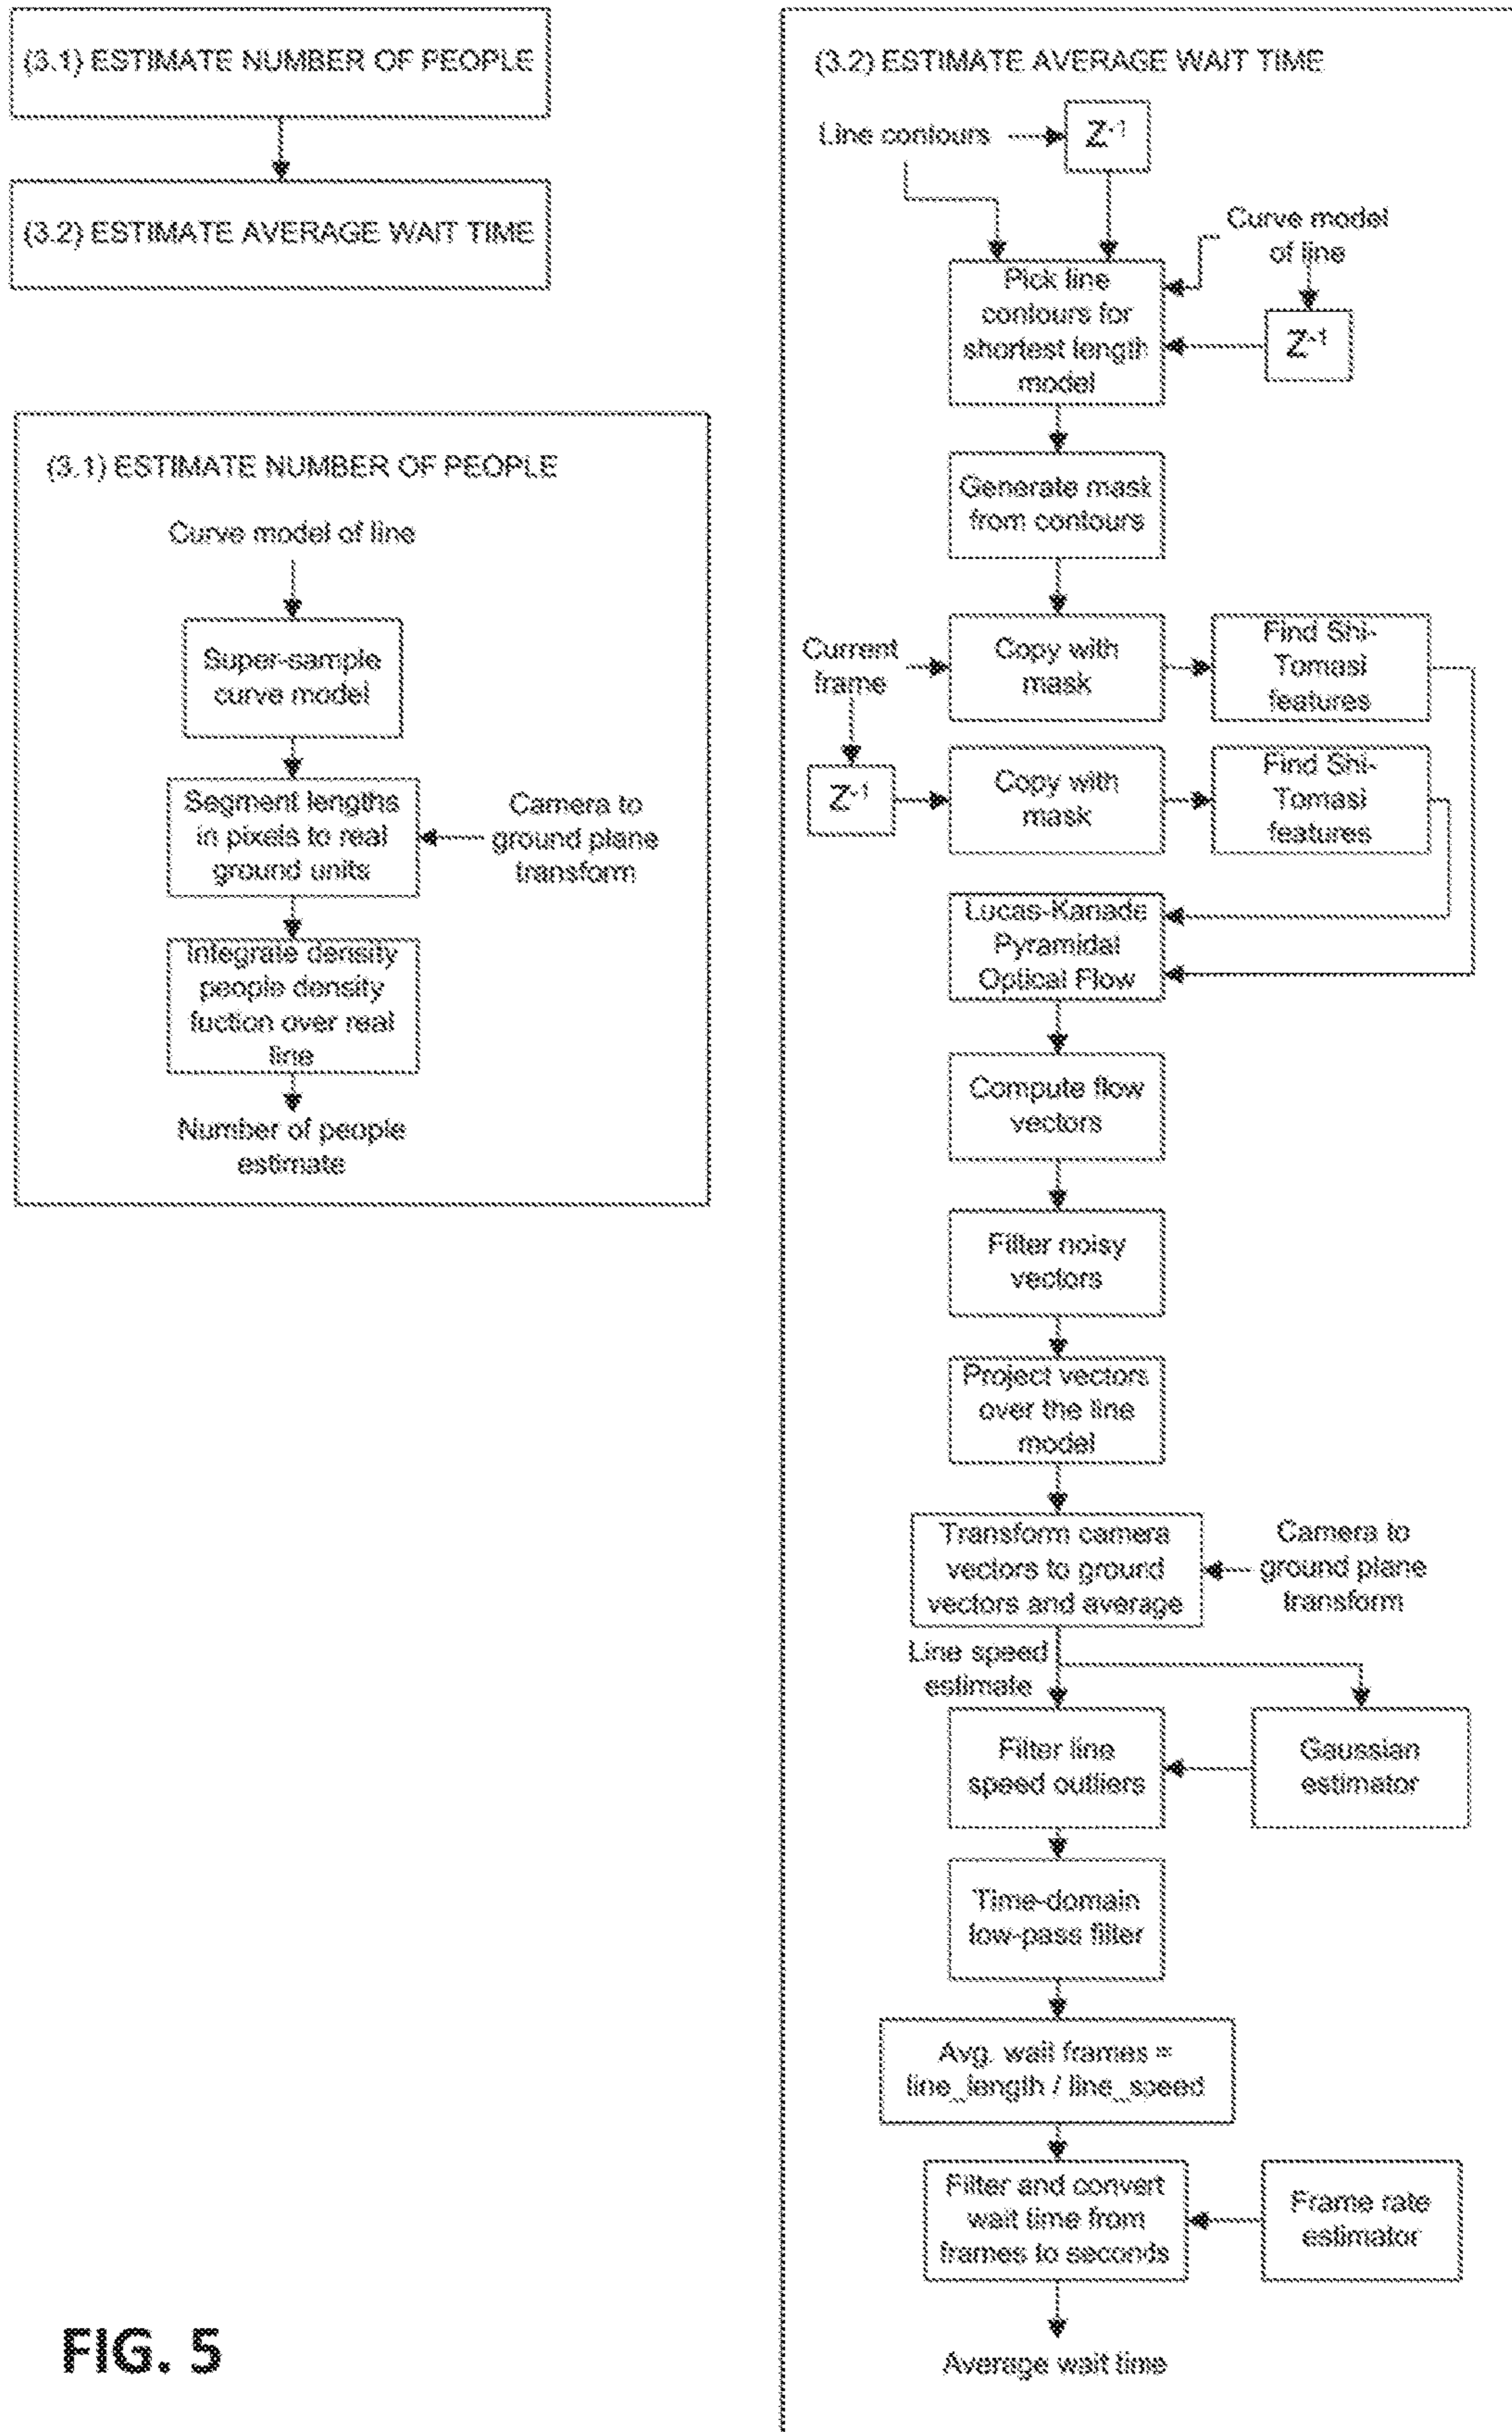 (3.1) ESTIMATE NUMBER OF PEOPLE
(3.2) ESTIMATE AVERAGE WAIT TIME
(3.1) ESTIMATE NUMBER OF PEOPLE
Curve model of line
Super-sample
curve model
Segment lengths
in pixels to real
ground units
Camera to
ground plane
transform
Integrate density
people density
fuction over real
line
Number of people
estimate
(3.2) ESTIMATE AVERAGE WAIT TIME
Line contours
Z-1
Curve model
of line
Z-1
Pick line
contours for
shortest length
model
Generate mask
from contours
Current
frame
Copy with
mask
Find Shi-
Tomasi
features
Z-1
Copy with
mask
Find Shi-
Tomasi
features
Lucas-Kanade
Pyramidal
Optical Flow
Compute flow
vectors
Filter noisy
vectors
Project vectors
over the line
model
Transform camera
vectors to ground
vectors and average
Camera to
ground plane
transform
Line speed
estimate
Filter line
speed outliers
Gaussian
estimator
Time-domain
low-pass filter
Avg. wait frames =
line_length / line_speed
Filter and convert
wait time from
frames to seconds
Frame rate
estimator
Average wait time
FIG. 5